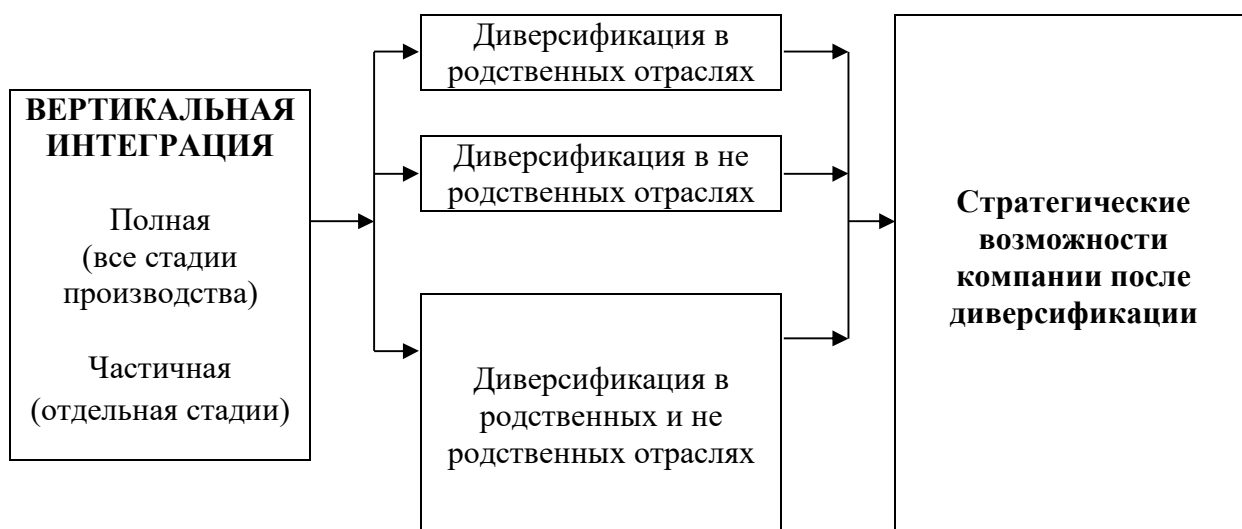 ВЕРТИКАЛЬНАЯ
ИНТЕГРАЦИЯ
Полная
(все стадии
производства)
Частичная
(отдельная стадии)
Диверсификация в
родственных отраслях
Диверсификация в не
родственных отраслях
Диверсификация в
родственных и не
родственных отраслях
Стратегические
возможности
компании после
диверсификации